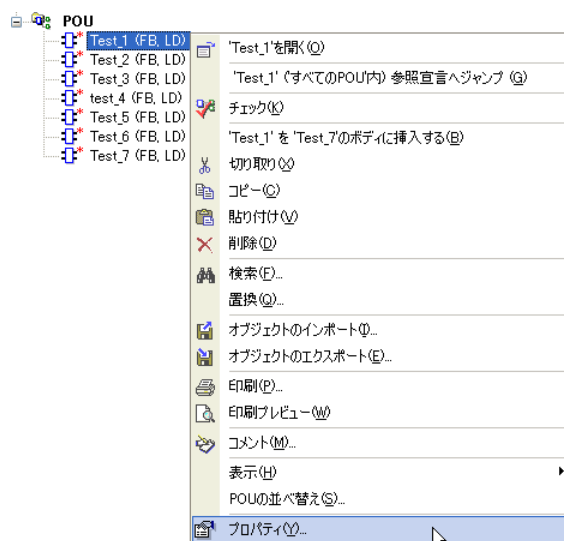 POU
Test_1 (FB, LD)
Test_2 (FB, LD)
Test_3 (FB, LD)
test_4 (FB, LD)
Test_5 (FB, LD)
Test_6 (FB, LD)
Test_7 (FB, LD)
'Test_1'を開く(O)
'Test_1' (すべてのPOU内) 参照宣言へジャンプ (G)
チェック(K)
'Test_1' を 'Test_7'のボディに挿入する(B)
切り取り(X)
コピー(C)
貼り付け(V)
削除(D)
検索(F)...
置換(Q)...
オブジェクトのインポート(I)...
オブジェクトのエクスポート(E)...
印刷(P)...
印刷プレビュー(W)
コメント(M)...
表示(H)
POUの並べ替え(S)...
プロパティ(Y)...